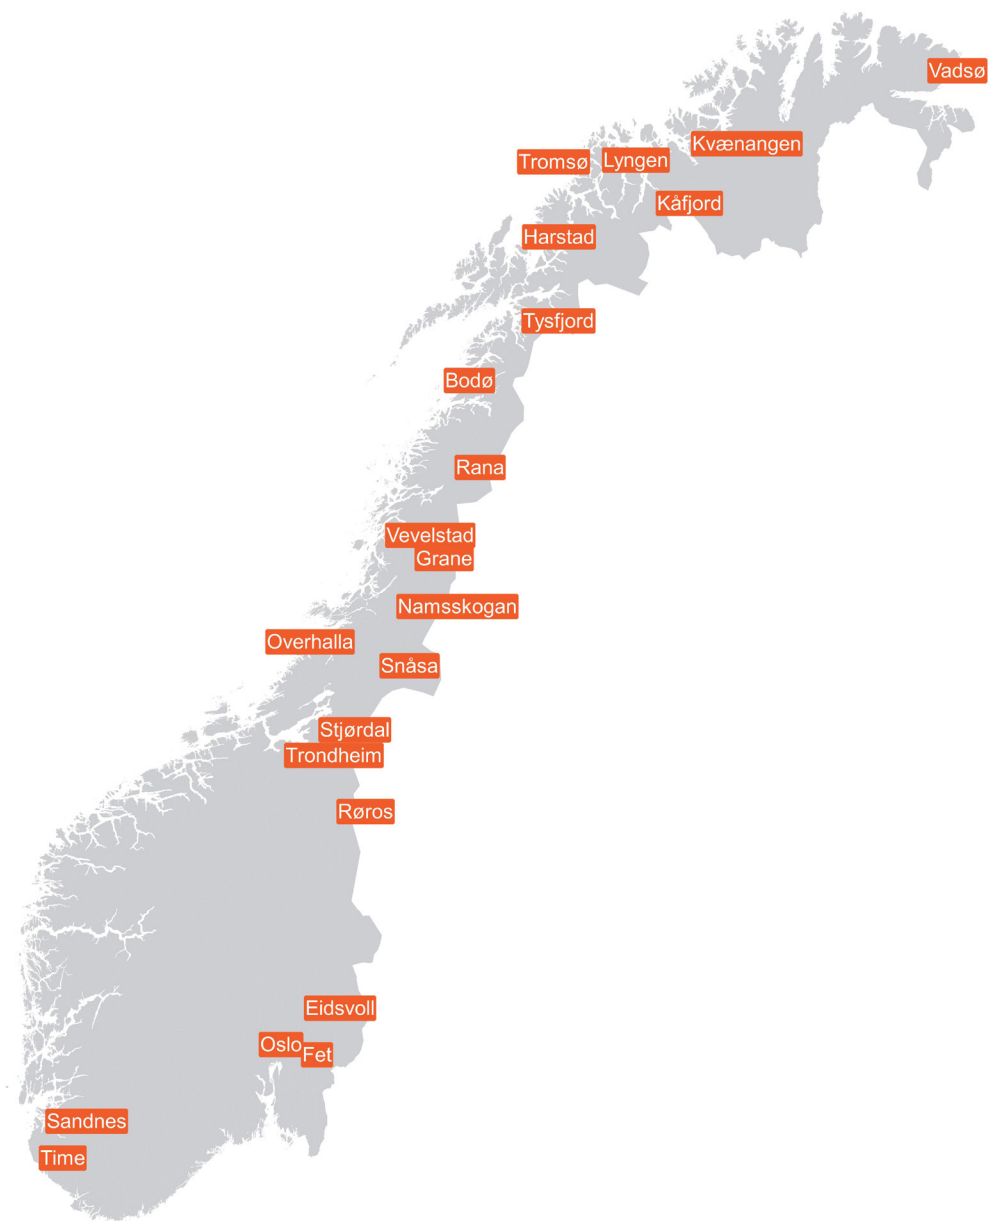 Vadsø
Kvænangen
Tromsø
Lyngen
Kåfjord
Harstad
Tysfjord
Bodø
Rana
Vevelstad
Grane
Namsskogan
Overhalla
Snåsa
Stjørdal
Trondheim
Røros
Eidsvoll
Oslo
Fet
Sandnes
Time